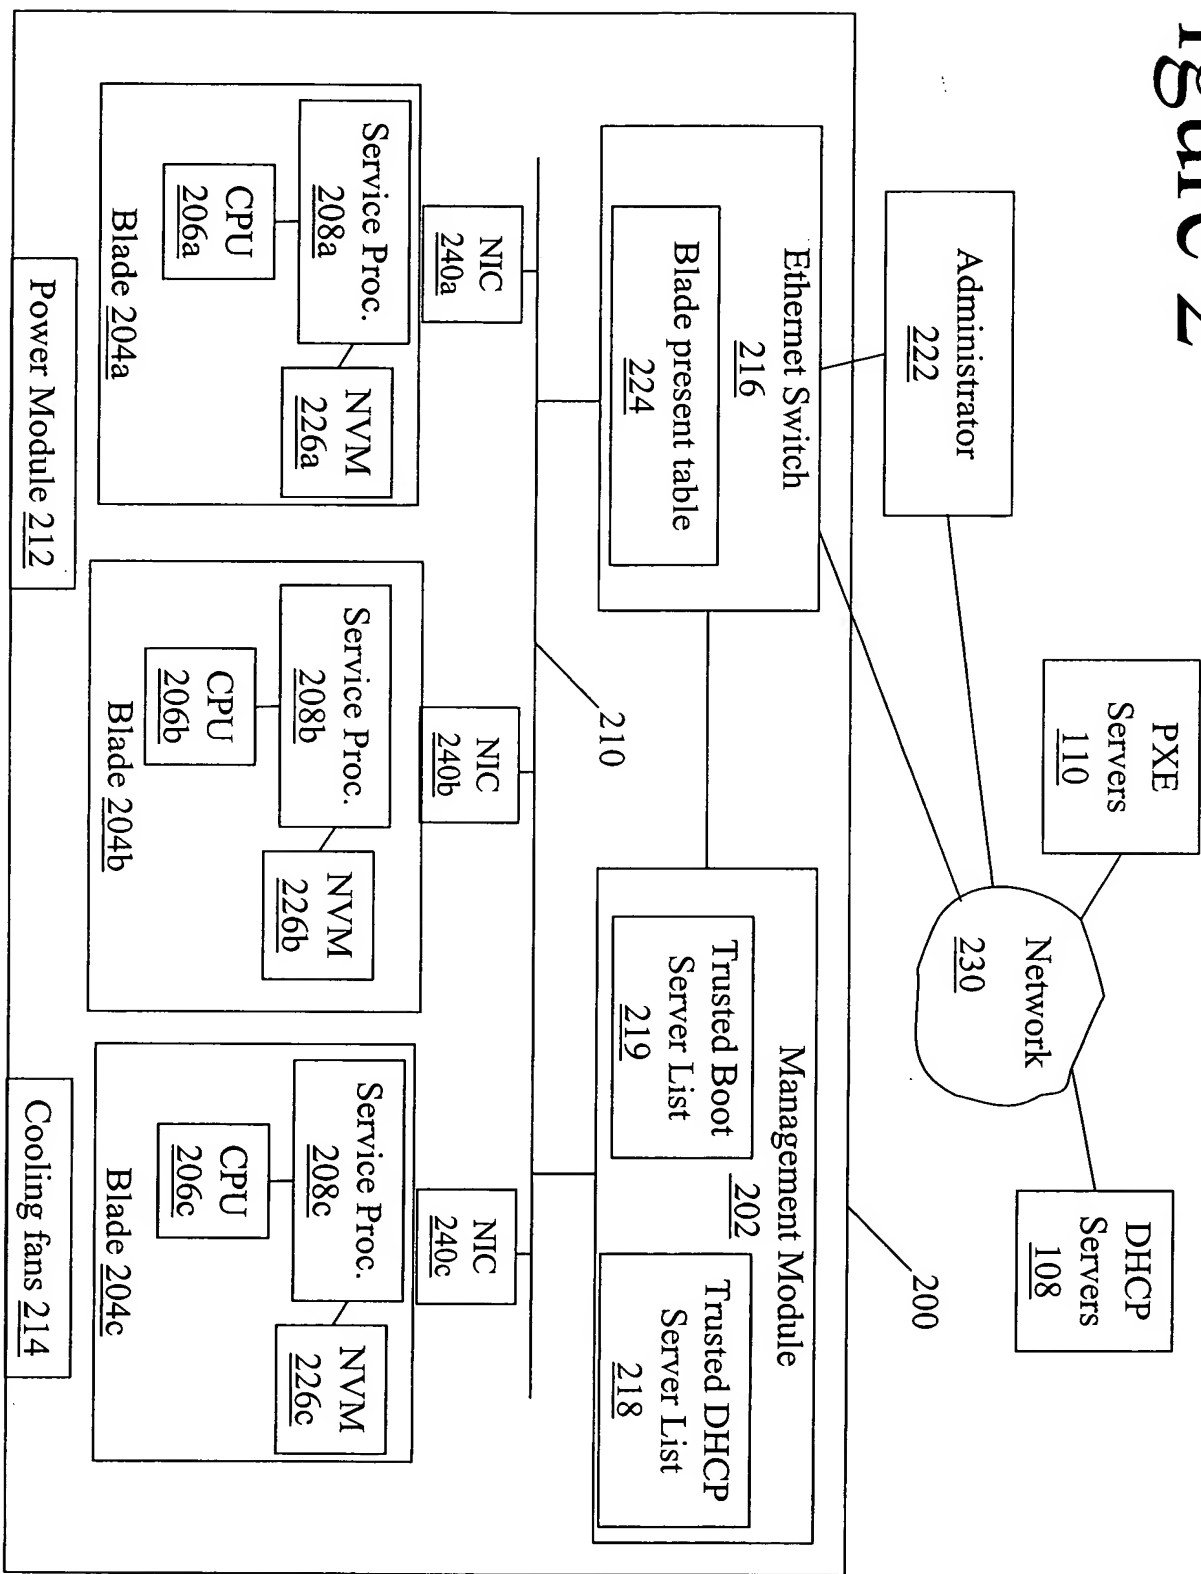 PXE
Servers
110
DHCP
Servers
108
Network
230
Administrator
222
200
Ethernet Switch
216
Blade present table
224
Management Module
202
Trusted Boot
Server List
219
Trusted DHCP
Server List
218
210
NIC
240a
NIC
240b
NIC
240c
Service Proc.
208a
CPU
206a
NVM
226a
Blade 204a
Service Proc.
208b
CPU
206b
NVM
226b
Blade 204b
Service Proc.
208c
CPU
206c
NVM
226c
Blade 204c
Power Module 212
Cooling fans 214